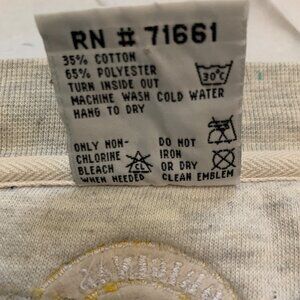 RN # 71661
35% COTTON
65% POLYESTER
TURN INSIDE OUT
MACHINE WASH COLD WATER
HANG TO DRY
30°C
ONLY NON-
CHLORINE
BLEACH
WHEN NEEDED
CL
DO NOT
IRON
OR DRY
CLEAN EMBLEM